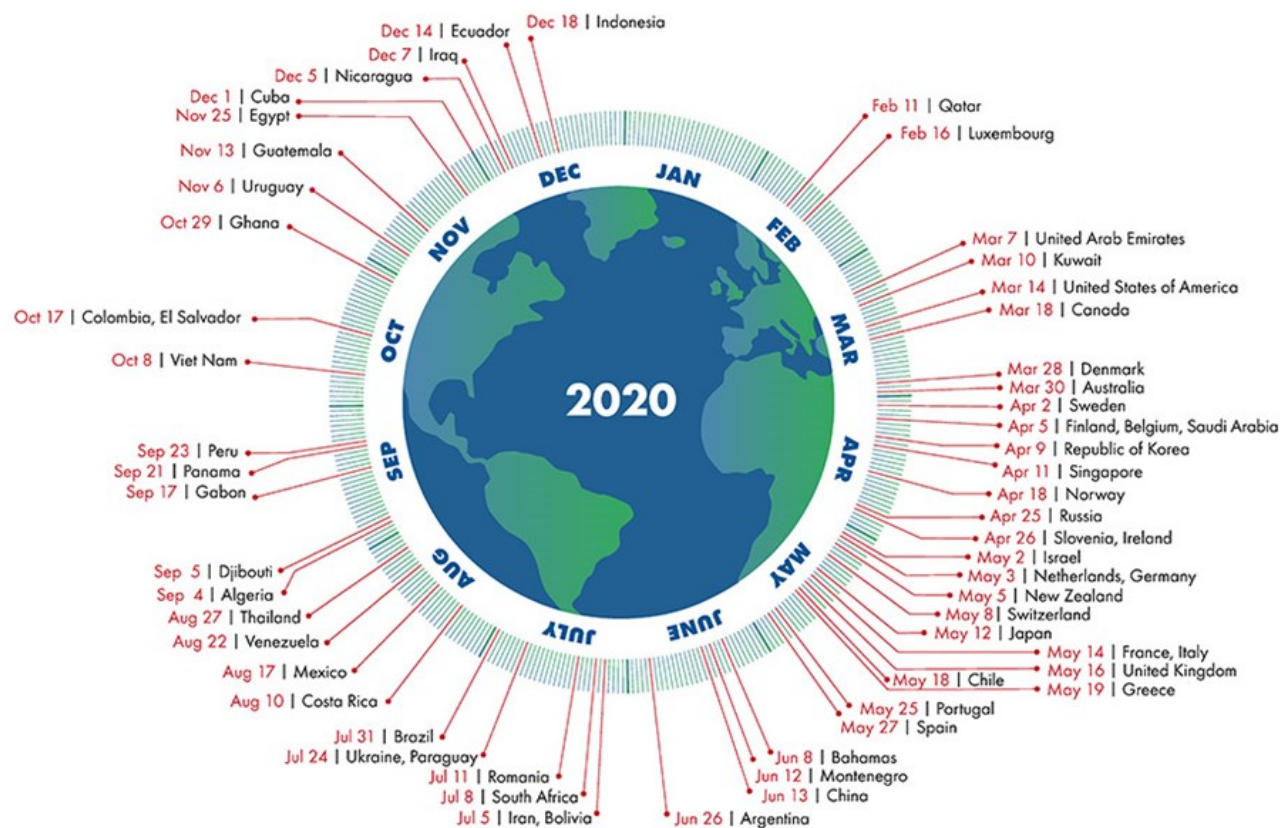 JAN
FEB
MAR
APR
MAY
JUNE
JULY
AUG
SEP
OCT
NOV
DEC
2020
Feb 11 | Qatar
Feb 16 | Luxembourg
Mar 7 | United Arab Emirates
Mar 10 | Kuwait
Mar 14 | United States of America
Mar 18 | Canada
Mar 28 | Denmark
Mar 30 | Australia
Apr 2 | Sweden
Apr 5 | Finland, Belgium, Saudi Arabia
Apr 9 | Republic of Korea
Apr 11 | Singapore
Apr 18 | Norway
Apr 25 | Russia
Apr 26 | Slovenia, Ireland
May 2 | Israel
May 3 | Netherlands, Germany
May 5 | New Zealand
May 8 | Switzerland
May 12 | Japan
May 14 | France, Italy
May 16 | United Kingdom
May 18 | Chile
May 19 | Greece
May 25 | Portugal
May 27 | Spain
Jun 8 | Bahamas
Jun 12 | Montenegro
Jun 13 | China
Jun 26 | Argentina
Jul 5 | Iran, Bolivia
Jul 8 | South Africa
Jul 11 | Romania
Jul 24 | Ukraine, Paraguay
Jul 31 | Brazil
Aug 10 | Costa Rica
Aug 17 | Mexico
Aug 22 | Venezuela
Aug 27 | Thailand
Sep 4 | Algeria
Sep 5 | Djibouti
Sep 17 | Gabon
Sep 21 | Panama
Sep 23 | Peru
Oct 8 | Viet Nam
Oct 17 | Colombia, El Salvador
Oct 29 | Ghana
Nov 6 | Uruguay
Nov 13 | Guatemala
Nov 25 | Egypt
Dec 1 | Cuba
Dec 5 | Nicaragua
Dec 7 | Iraq
Dec 14 | Ecuador
Dec 18 | Indonesia